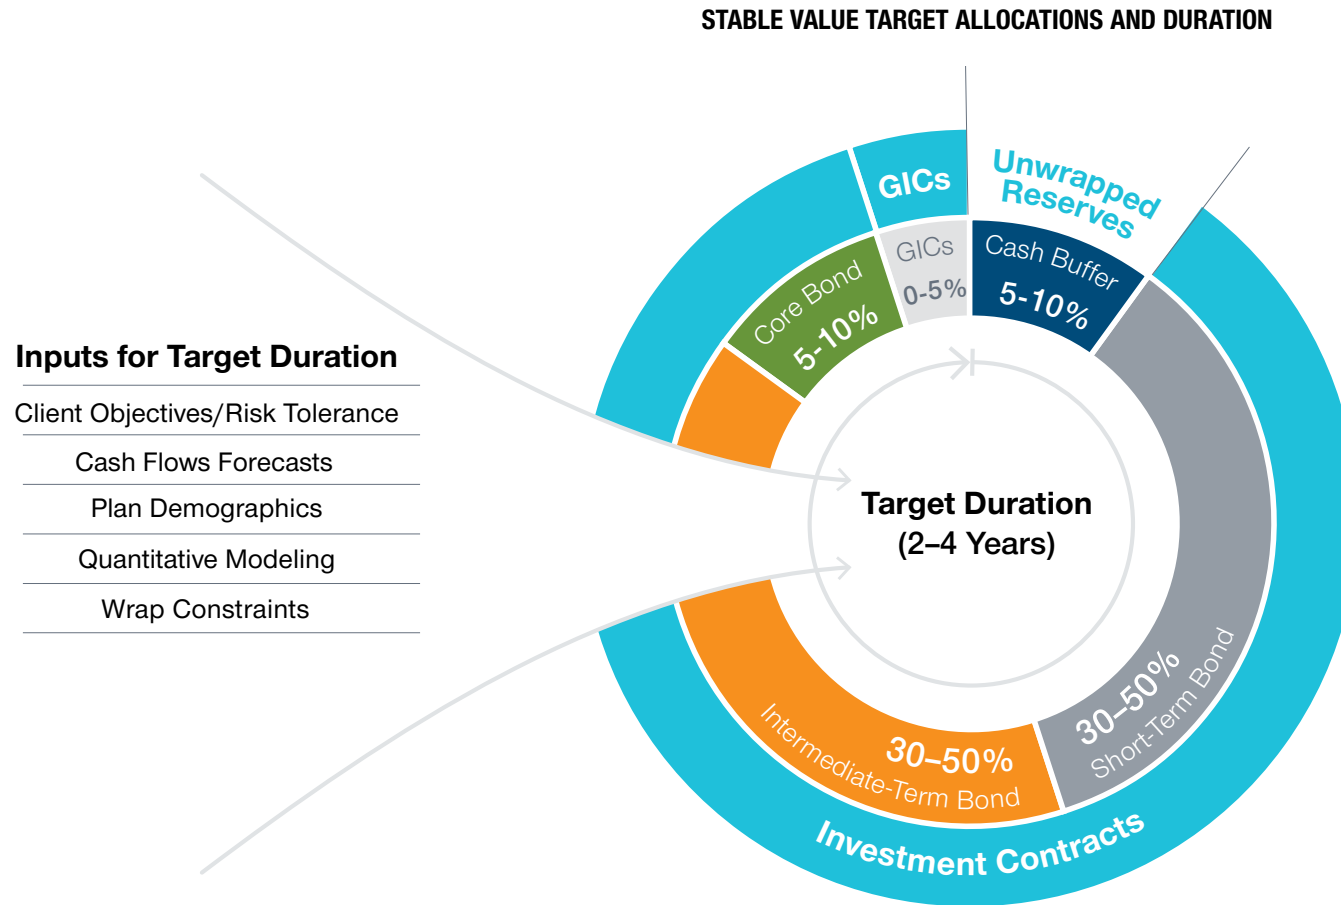 STABLE VALUE TARGET ALLOCATIONS AND DURATION
Inputs for Target Duration
Client Objectives/Risk Tolerance
Cash Flows Forecasts
Plan Demographics
Quantitative Modeling
Wrap Constraints
GICs
Unwrapped
Reserves
Core Bond
5-10%
GICs
0-5%
Cash Buffer
5-10%
Target Duration
(2–4 Years)
30–50%
Short-Term Bond
30–50%
Intermediate-Term Bond
Investment Contracts